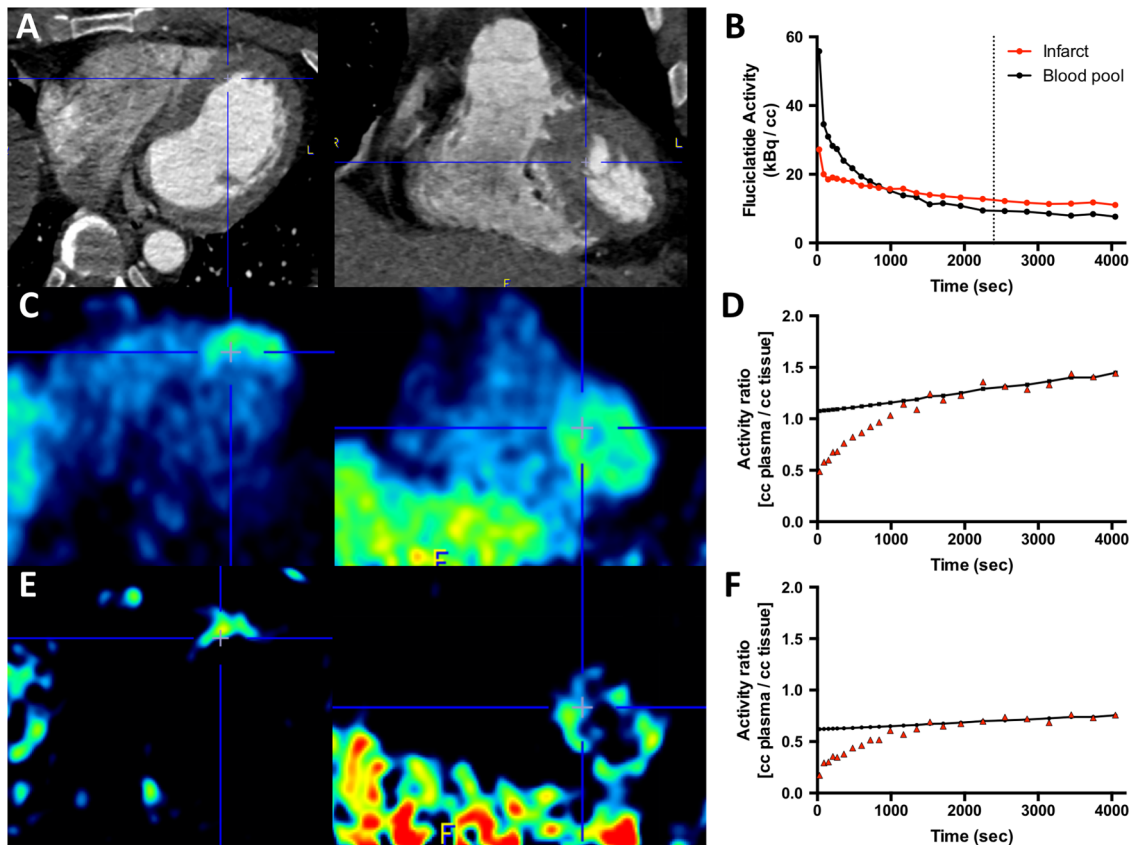 A
L
R
L
F
B
60
40
20
0
0
1000
2000
3000
4000
Fluciclatide Activity
(kBq / cc)
Time (sec)
Infarct
Blood pool
C
F
D
2.0
1.5
1.0
0.5
0.0
0
1000
2000
3000
4000
Activity ratio
[cc plasma / cc tissue]
Time (sec)
E
F
F
2.0
1.5
1.0
0.5
0.0
0
1000
2000
3000
4000
Activity ratio
[cc plasma / cc tissue]
Time (sec)